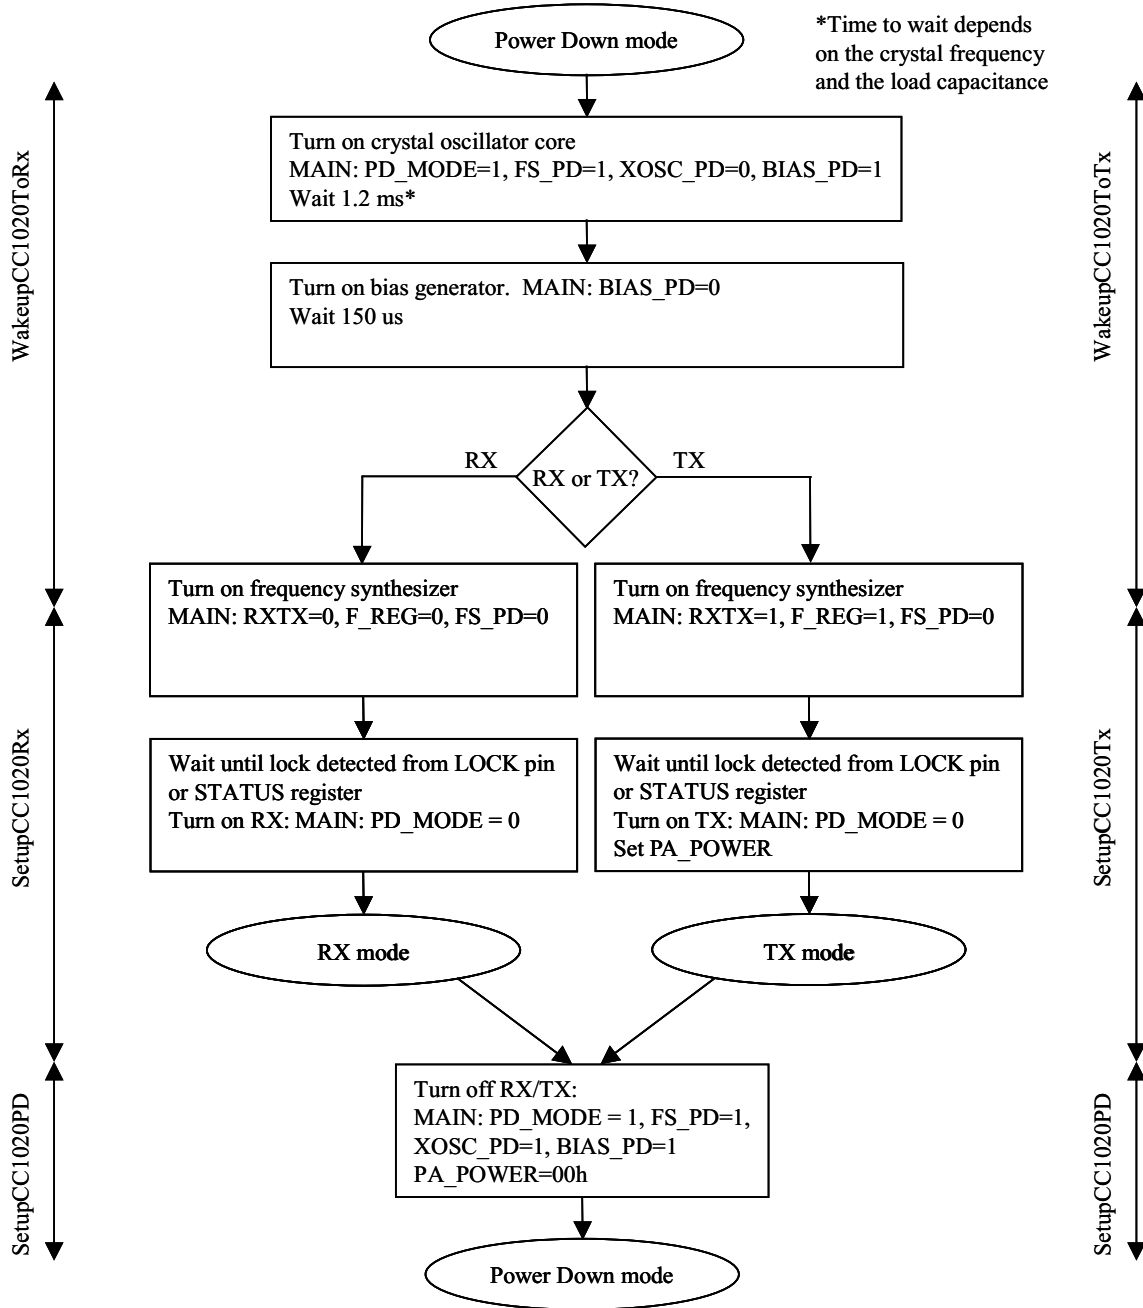 Power Down mode
*Time to wait depends
on the crystal frequency
and the load capacitance
WakeupCC1020ToRx
WakeupCC1020ToTx
Turn on crystal oscillator core
MAIN: PD_MODE=1, FS_PD=1, XOSC_PD=0, BIAS_PD=1
Wait 1.2 ms*
Turn on bias generator.  MAIN: BIAS_PD=0
Wait 150 us
RX
RX or TX?
TX
Turn on frequency synthesizer
MAIN: RXTX=0, F_REG=0, FS_PD=0
Turn on frequency synthesizer
MAIN: RXTX=1, F_REG=1, FS_PD=0
SetupCC1020Rx
SetupCC1020Tx
Wait until lock detected from LOCK pin
or STATUS register
Turn on RX: MAIN: PD_MODE = 0
Wait until lock detected from LOCK pin
or STATUS register
Turn on TX: MAIN: PD_MODE = 0
Set PA_POWER
RX mode
TX mode
SetupCC1020PD
SetupCC1020PD
Turn off RX/TX:
MAIN: PD_MODE = 1, FS_PD=1,
XOSC_PD=1, BIAS_PD=1
PA_POWER=00h
Power Down mode